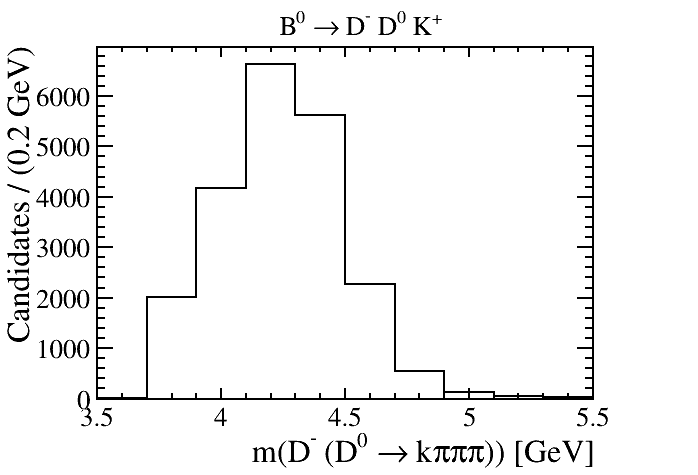 B⁰ → D⁻ D⁰ K⁺
Candidates / (0.2 GeV)
6000
5000
4000
3000
2000
1000
0
3.5 4 4.5 5 5.5
m(D⁻ (D⁰ → kπππ)) [GeV]